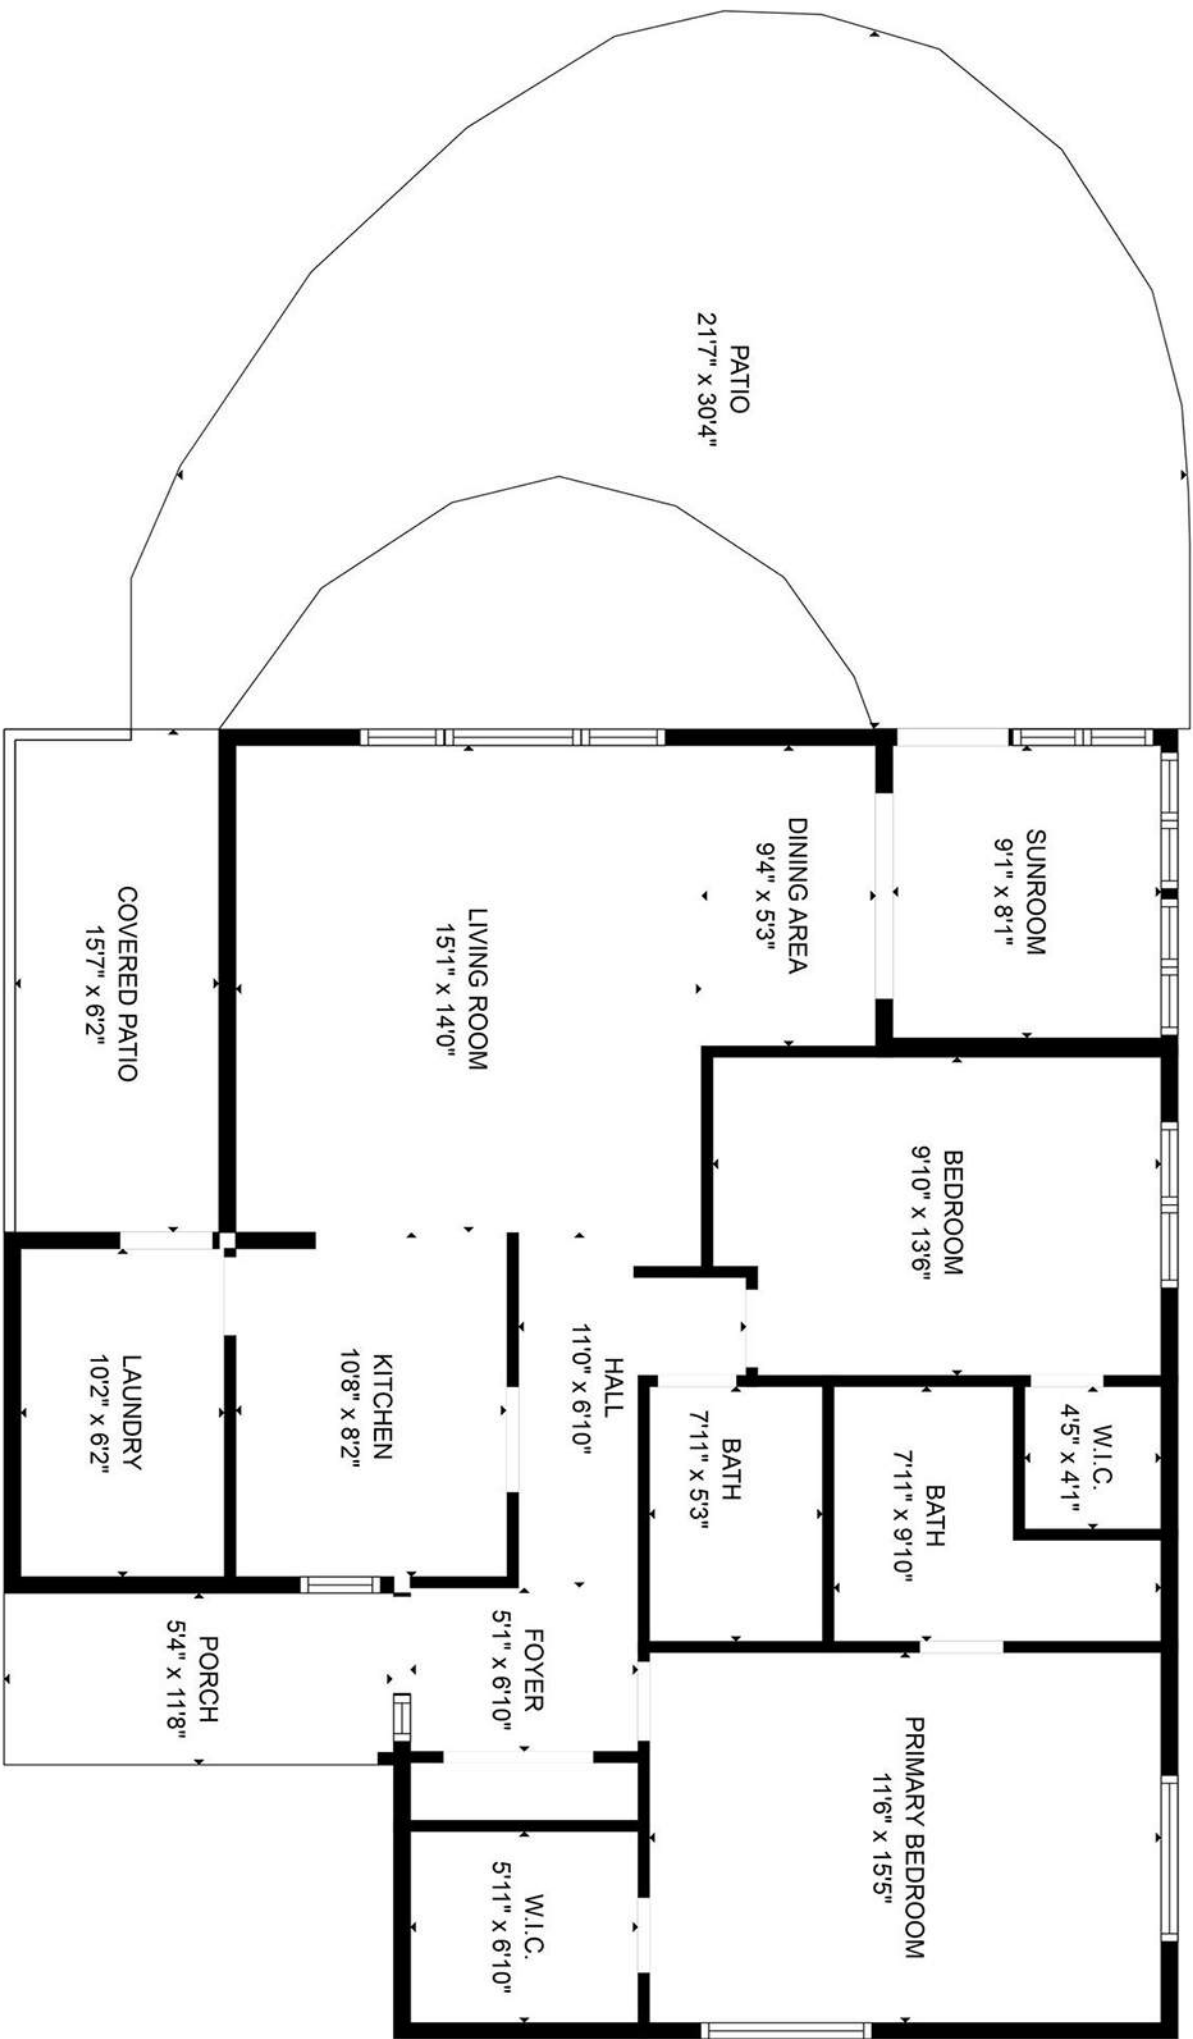 PATIO
21'7" x 30'4"
SUNROOM
9'1" x 8'1"
DINING AREA
9'4" x 5'3"
LIVING ROOM
15'1" x 14'0"
COVERED PATIO
15'7" x 6'2"
BEDROOM
9'10" x 13'6"
W.I.C.
4'5" x 4'1"
BATH
7'11" x 9'10"
BATH
7'11" x 5'3"
HALL
11'0" x 6'10"
KITCHEN
10'8" x 8'2"
LAUNDRY
10'2" x 6'2"
PRIMARY BEDROOM
11'6" x 15'5"
FOYER
5'1" x 6'10"
PORCH
5'4" x 11'8"
W.I.C.
5'11" x 6'10"